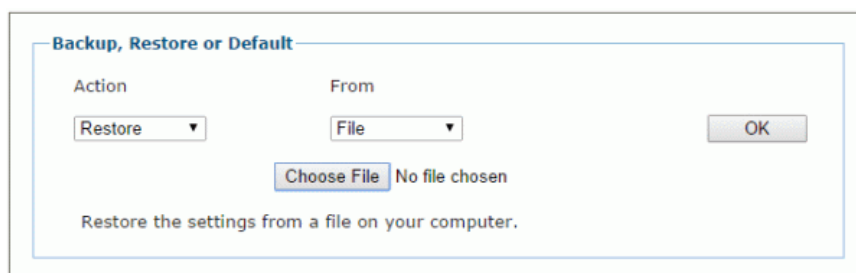 Backup, Restore or Default
Action From
Restore File OK
Choose File No file chosen
Restore the settings from a file on your computer.